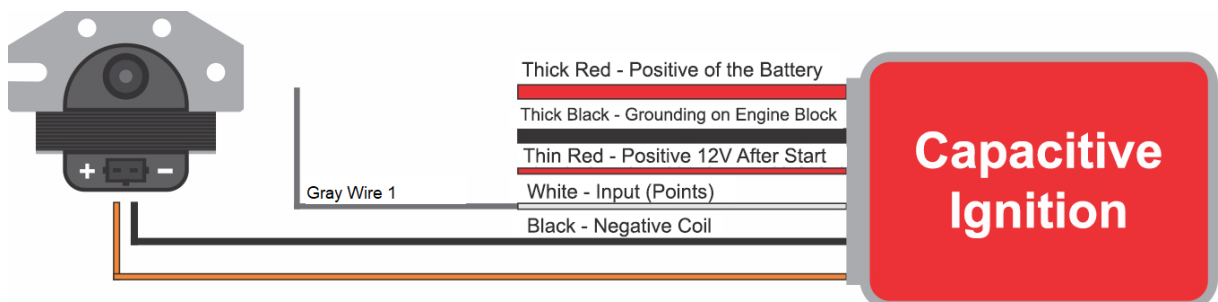 Thick Red - Positive of the Battery
Thick Black - Grounding on Engine Block
Thin Red - Positive 12V After Start
Gray Wire 1
White - Input (Points)
Black - Negative Coil
+ -
Capacitive
Ignition